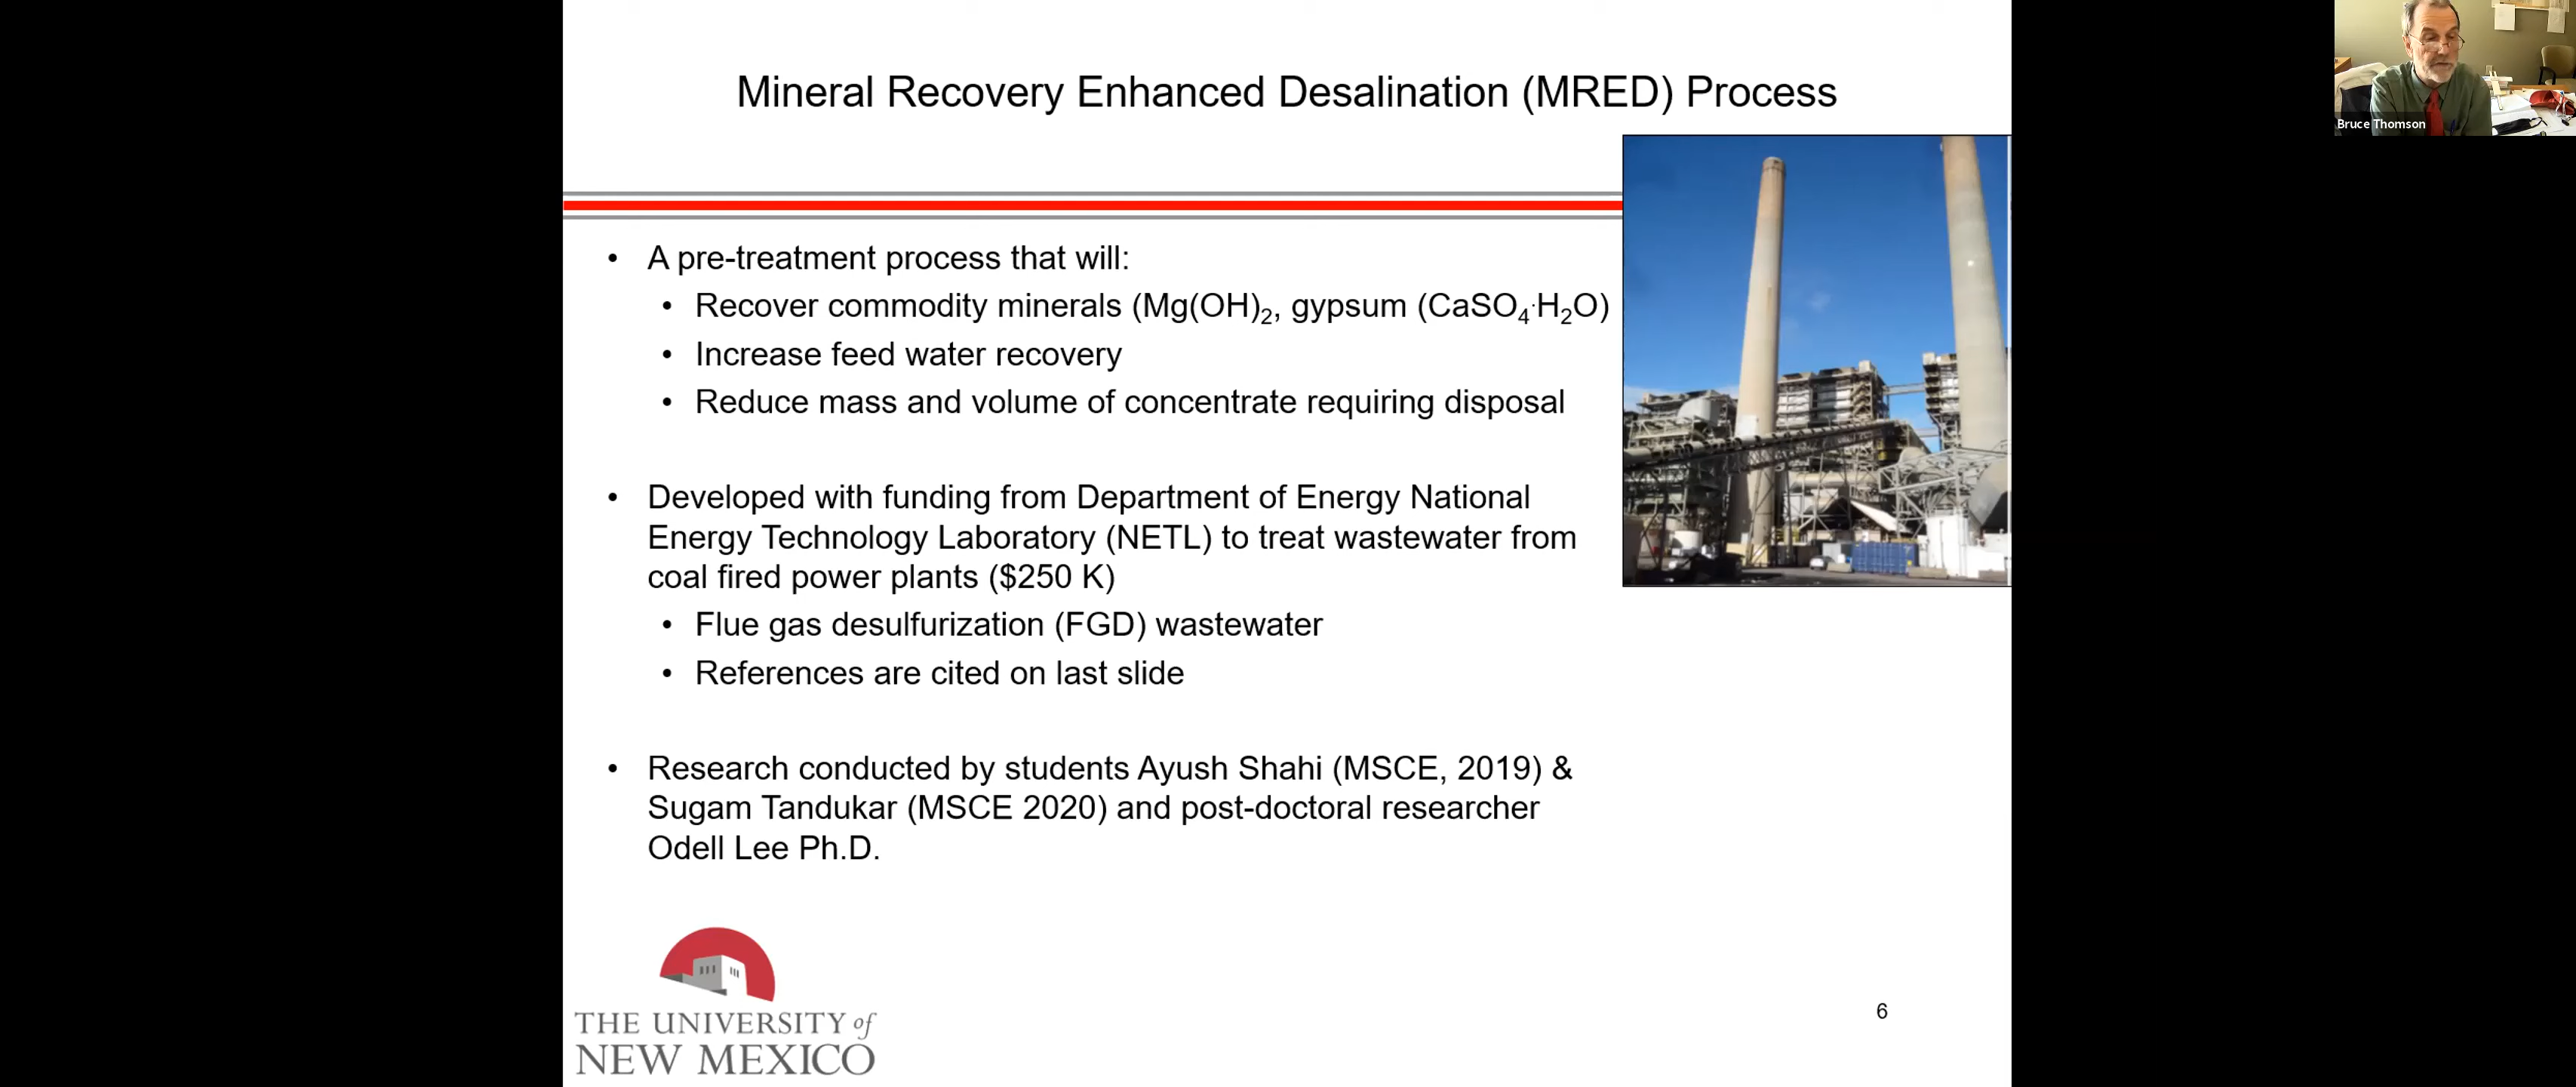 Mineral Recovery Enhanced Desalination (MRED) Process
Bruce Thomson
• A pre-treatment process that will:
• Recover commodity minerals (Mg(OH)₂, gypsum (CaSO₄·H₂O)
• Increase feed water recovery
• Reduce mass and volume of concentrate requiring disposal
• Developed with funding from Department of Energy National
Energy Technology Laboratory (NETL) to treat wastewater from
coal fired power plants ($250 K)
• Flue gas desulfurization (FGD) wastewater
• References are cited on last slide
• Research conducted by students Ayush Shahi (MSCE, 2019) &
Sugam Tandukar (MSCE 2020) and post-doctoral researcher
Odell Lee Ph.D.
THE UNIVERSITY of
NEW MEXICO
6